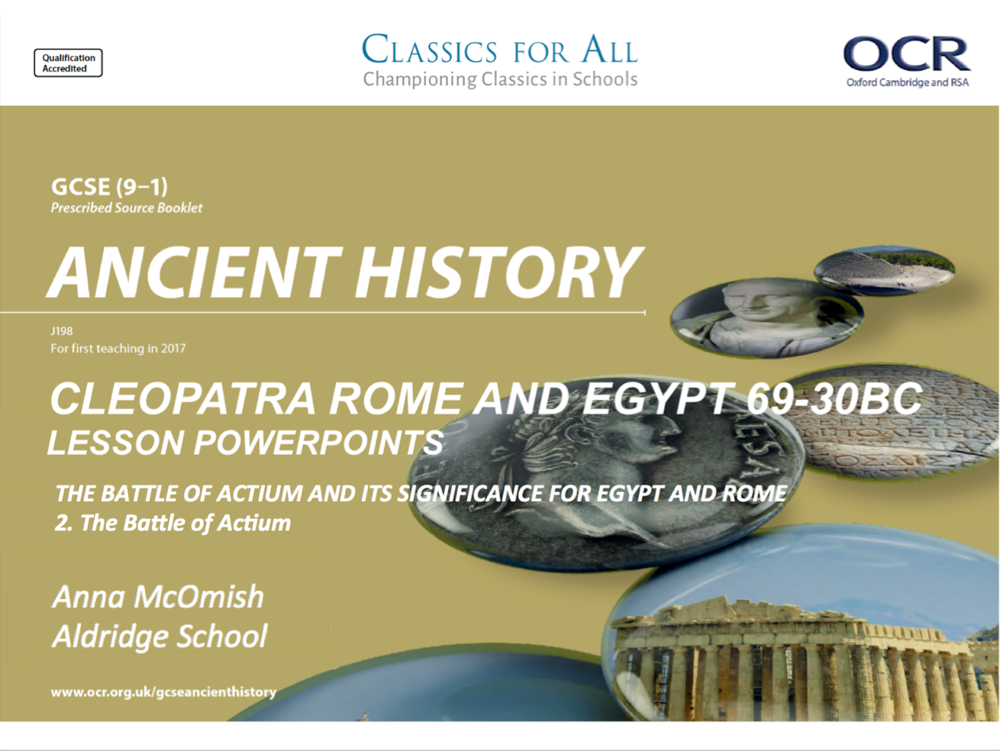 Qualification
Accredited
CLASSICS FOR ALL
Championing Classics in Schools
OCR
Oxford Cambridge and RSA
GCSE (9–1)
Prescribed Source Booklet
ANCIENT HISTORY
J198
For first teaching in 2017
CLEOPATRA ROME AND EGYPT 69-30BC
LESSON POWERPOINTS
THE BATTLE OF ACTIUM AND ITS SIGNIFICANCE FOR EGYPT AND ROME
2. The Battle of Actium
Anna McOmish
Aldridge School
www.ocr.org.uk/gcseancienthistory